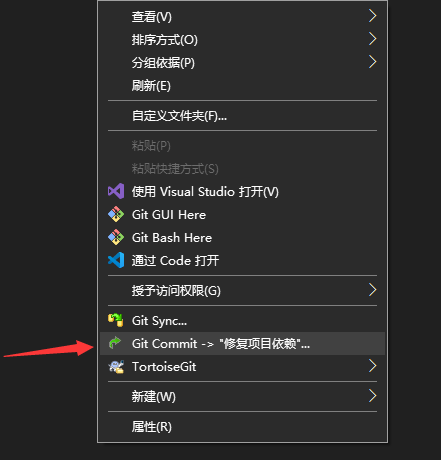 查看(V)
排序方式(O)
分组依据(P)
刷新(E)
自定义文件夹(F)...
粘贴(P)
粘贴快捷方式(S)
使用 Visual Studio 打开(V)
Git GUI Here
Git Bash Here
通过 Code 打开
授予访问权限(G)
Git Sync...
Git Commit -> "修复项目依赖"...
TortoiseGit
新建(W)
属性(R)